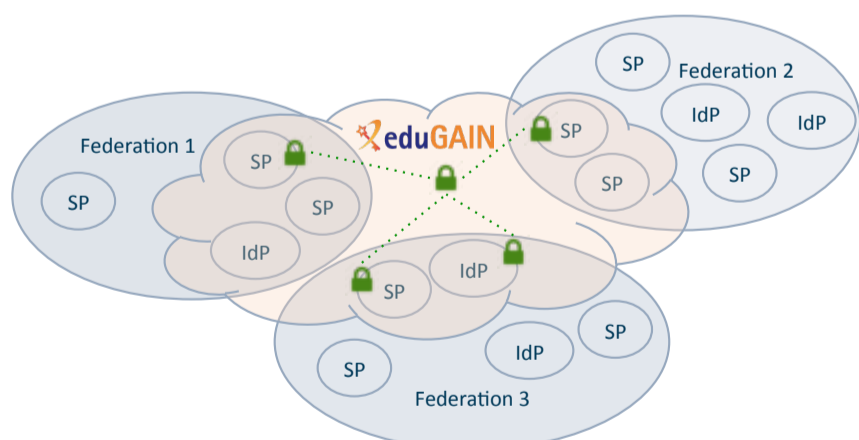 SP
Federation 2
eduGAIN
IdP
IdP
SP
SP
Federation 1
SP
SP
SP
SP
SP
IdP
IdP
SP
SP
IdP
SP
Federation 3